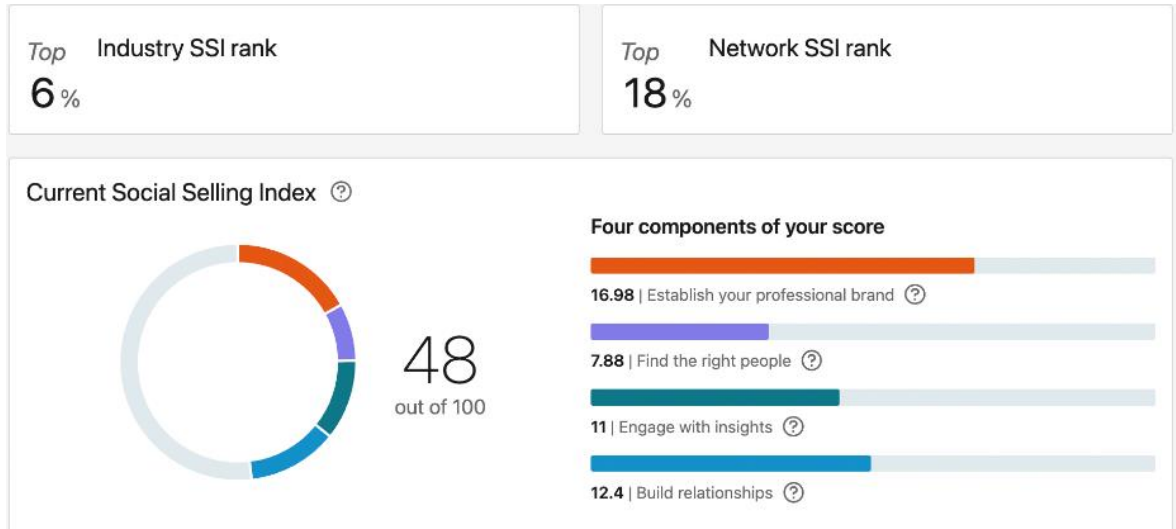 Top Industry SSI rank
6 %
Top Network SSI rank
18 %
Current Social Selling Index ?
48
out of 100
Four components of your score
16.98 | Establish your professional brand ?
7.88 | Find the right people ?
11 | Engage with insights ?
12.4 | Build relationships ?